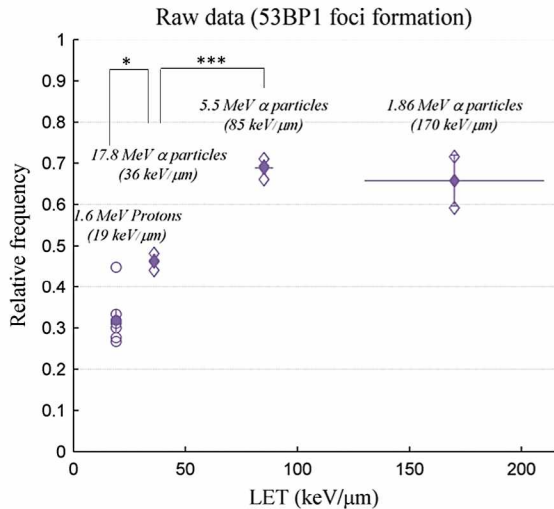 Raw data (53BP1 foci formation)
1
0.9
0.8
0.7
0.6
0.5
0.4
0.3
0.2
0.1
0
Relative frequency
*
***
5.5 MeV α particles
(85 keV/μm)
1.86 MeV α particles
(170 keV/μm)
17.8 MeV α particles
(36 keV/μm)
1.6 MeV Protons
(19 keV/μm)
0 50 100 150 200
LET (keV/μm)